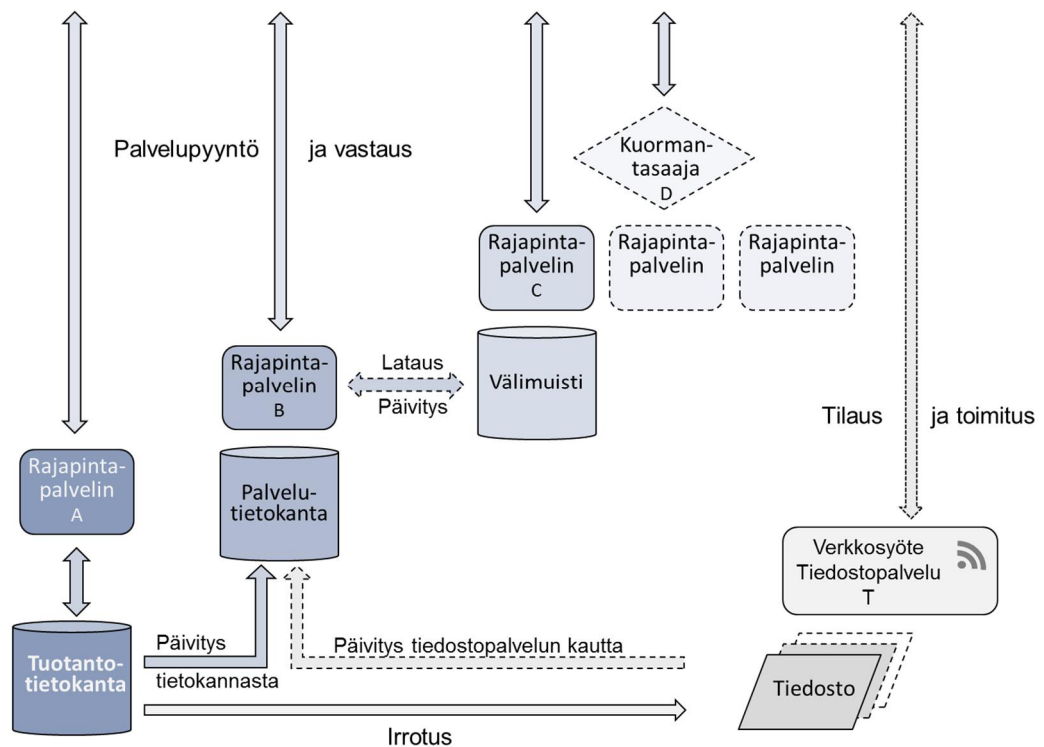 Palvelupyyntö
ja vastaus
Kuorman-
tasaaja
D
Rajapinta-
palvelin
C
Rajapinta-
palvelin
Rajapinta-
palvelin
Rajapinta-
palvelin
B
Lataus
Päivitys
Välimuisti
Tilaus
ja toimitus
Rajapinta-
palvelin
A
Palvelu-
tietokanta
Verkkosyöte
Tiedostopalvelu
T
Tuotanto-
tietokanta
Päivitys
tietokannasta
Päivitys tiedostopalvelun kautta
Tiedosto
Irrotus